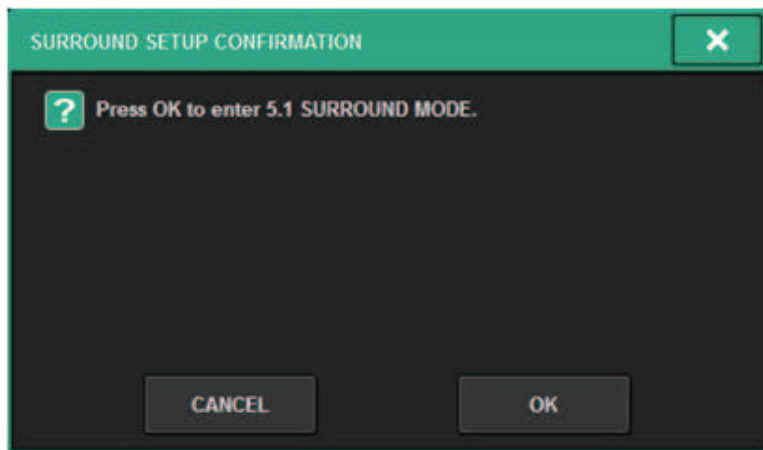 SURROUND SETUP CONFIRMATION
Press OK to enter 5.1 SURROUND MODE.
CANCEL
OK